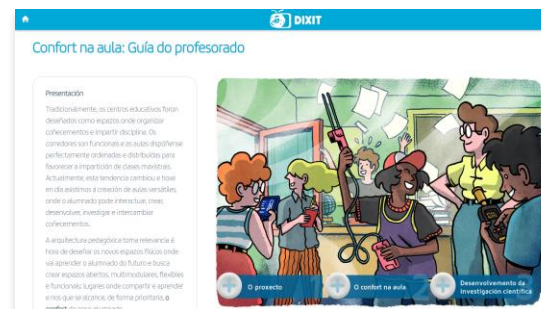 DIXIT
Confort na aula: Guía do profesorado
Presentación
Tradicionalmente, os centros educativos foron
deseñados como espazos onde organizar
coñecementos e impartir disciplina. Os
corredores son funcionais e as aulas dispóñense
perfectamente ordenadas e distribuídas para
favorecer a impartición de clases maxistrais.
Actualmente, esta tendencia cambiou e hoxe
en día asistimos á creación de aulas versátiles,
onde o alumnado pode interactuar, crear,
desenvolver, investigar e intercambiar
coñecementos.
A arquitectura pedagóxica toma relevancia á
hora de deseñar os novos espazos físicos onde
vai aprender o alumnado do futuro e busca
crear espazos abertos, multimodulares, flexibles
e funcionais; lugares onde compartir e aprender
e nos que se alcance, de forma prioritaria, o
confort
O proxecto
O confort na aula
Desenvolvemento da
investigación científica